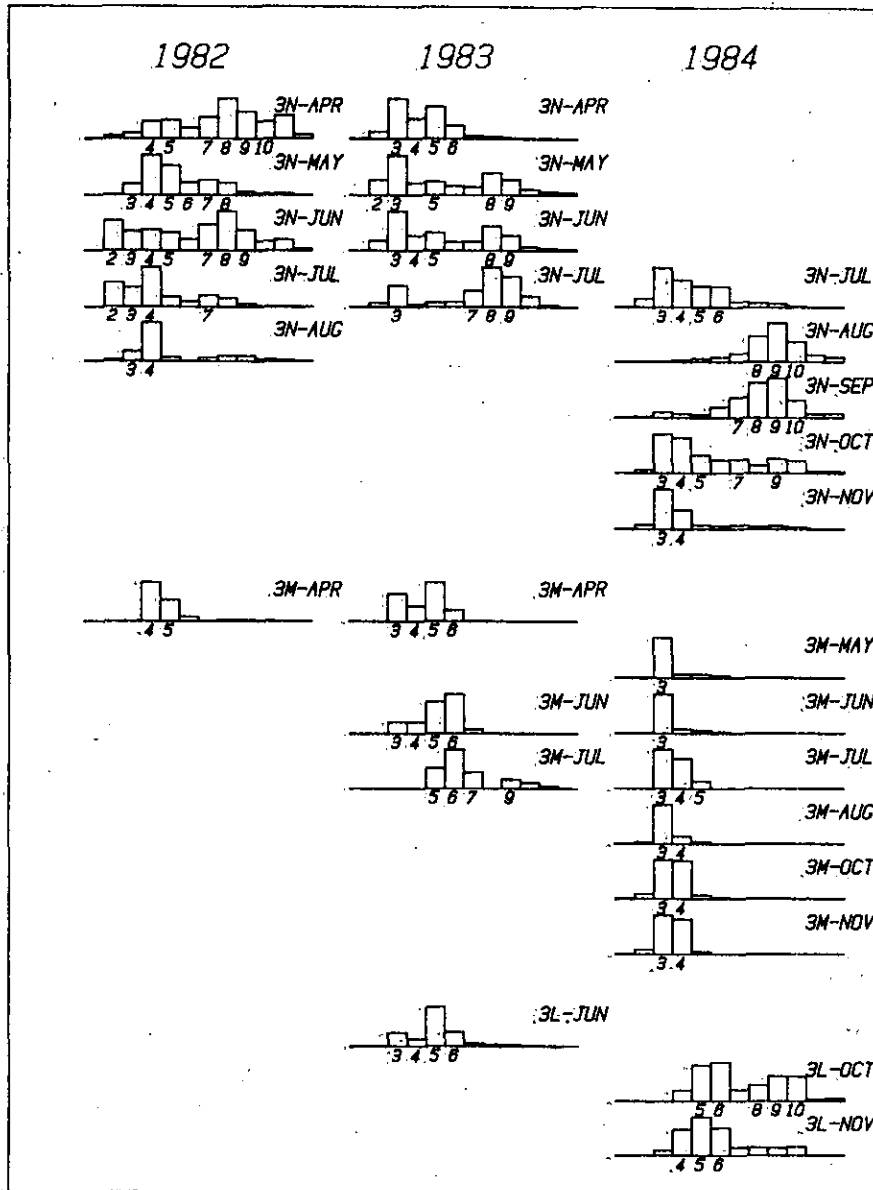 1982 1983 1984
3N-APR 3N-APR
4 5 7 8 9 10 3 4 5 6
3N-MAY 3N-MAY
3 4 5 6 7 8 2 3 5 8 9
3N-JUN 3N-JUN
2 3 4 5 7 8 9 3 4 5 8 9
3N-JUL 3N-JUL 3N-JUL
2 3 4 7 3 7 8 9 3 4 5 6
3N-AUG 3N-AUG
3 4 8 9 10
3N-SEP
7 8 9 10
3N-OCT
3 4 5 7 9
3N-NOV
3 4
3M-APR 3M-APR
4 5 3 4 5 6
3M-MAY
3
3M-JUN 3M-JUN
3 4 5 6 3
3M-JUL 3M-JUL
5 6 7 9 3 4 5
3M-AUG
3 4
3M-OCT
3 4
3M-NOV
3 4
3L-JUN
3 4 5 6
3L-OCT
5 6 8 9 10
3L-NOV
4 5 6